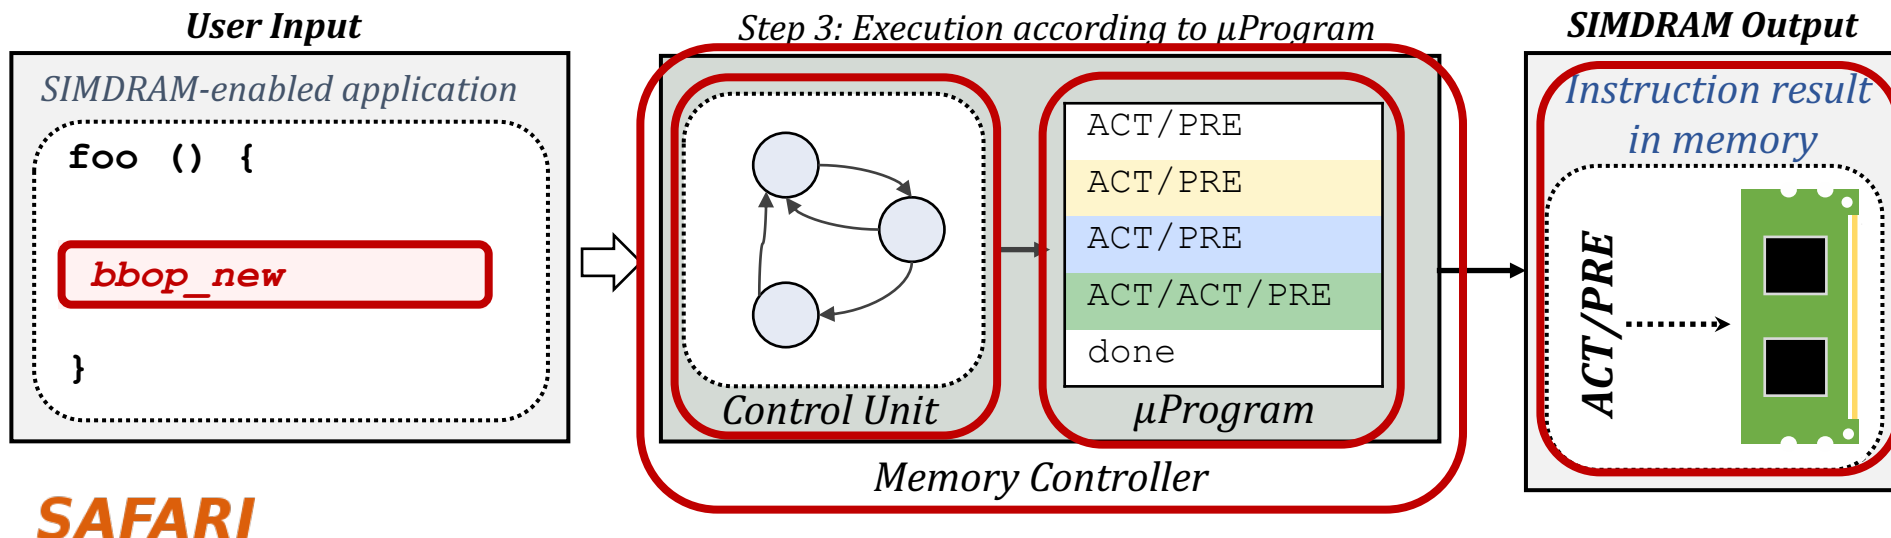 User Input
SIMDRAM-enabled application
foo () {
bbop_new
}
Step 3: Execution according to μProgram
Control Unit
ACT/PRE
ACT/PRE
ACT/PRE
ACT/ACT/PRE
done
μProgram
Memory Controller
SIMDRAM Output
Instruction result
in memory
ACT/PRE
SAFARI